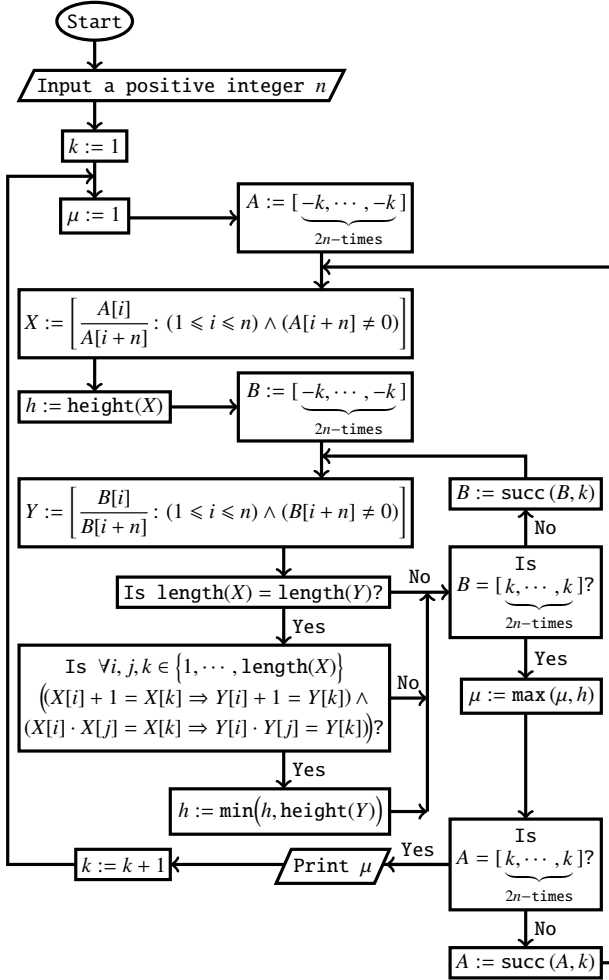 Start
Input a positive integer n
k := 1
μ := 1
A := [ −k, ⋯ , −k ]
2n−times
X := [ A[i] / A[i + n] : (1 ⩽ i ⩽ n) ∧ (A[i + n] ≠ 0) ]
h := height(X)
B := [ −k, ⋯ , −k ]
2n−times
Y := [ B[i] / B[i + n] : (1 ⩽ i ⩽ n) ∧ (B[i + n] ≠ 0) ]
B := succ (B, k)
No
Is length(X) = length(Y)?
No
Is
B = [ k, ⋯ , k ]?
2n−times
Yes
Yes
Is ∀i, j, k ∈ {1, ⋯ , length(X)}
((X[i] + 1 = X[k] ⇒ Y[i] + 1 = Y[k]) ∧
(X[i] · X[j] = X[k] ⇒ Y[i] · Y[j] = Y[k]))?
No
μ := max (μ, h)
Yes
h := min(h, height(Y))
Is
A = [ k, ⋯ , k ]?
2n−times
Yes
Print μ
k := k + 1
No
A := succ (A, k)